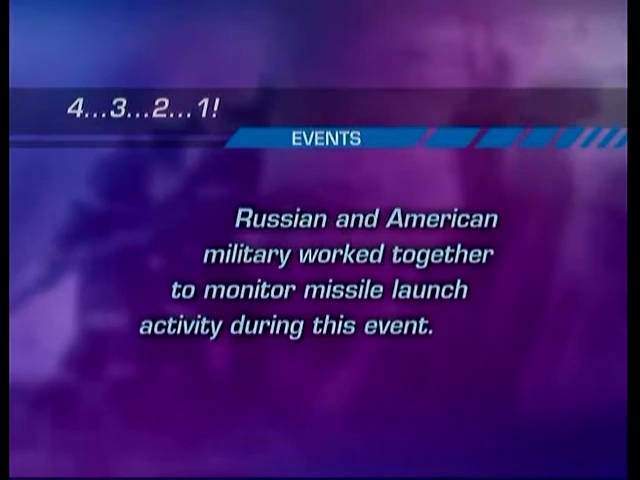 4...3...2...1!
EVENTS
Russian and American
military worked together
to monitor missile launch
activity during this event.